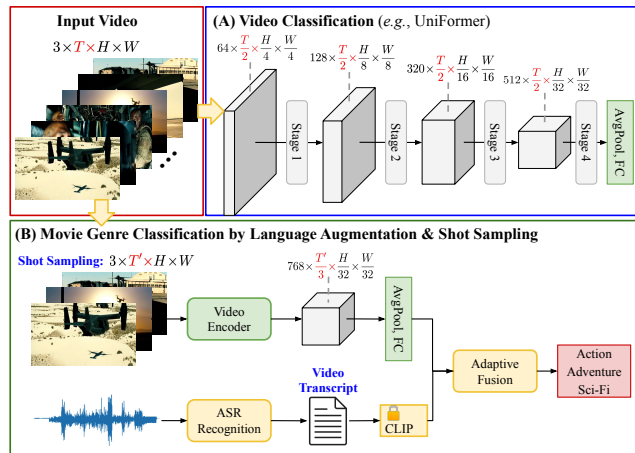 Input Video
3 × T × H × W
(A) Video Classification (e.g., UniFormer)
64 × T/2 × H/4 × W/4
128 × T/2 × H/8 × W/8
320 × T/2 × H/16 × W/16
512 × T/2 × H/32 × W/32
Stage 1
Stage 2
Stage 3
Stage 4
AvgPool, FC
(B) Movie Genre Classification by Language Augmentation & Shot Sampling
Shot Sampling: 3 × T′ × H × W
768 × T′/3 × H/32 × W/32
Video
Encoder
AvgPool, FC
Video
Transcript
ASR
Recognition
CLIP
Adaptive
Fusion
Action
Adventure
Sci-Fi